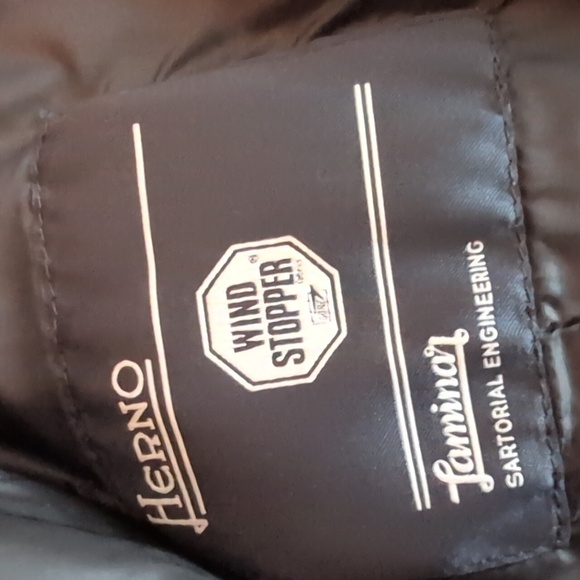 HERNO
WIND
STOPPER®
Laminar
SARTORIAL ENGINEERING